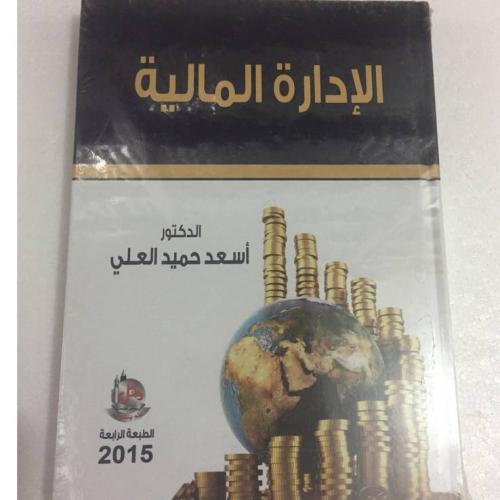 الإدارة المالية
الدكتور
أسعد حميد العلي
الطبعة الرابعة
2015